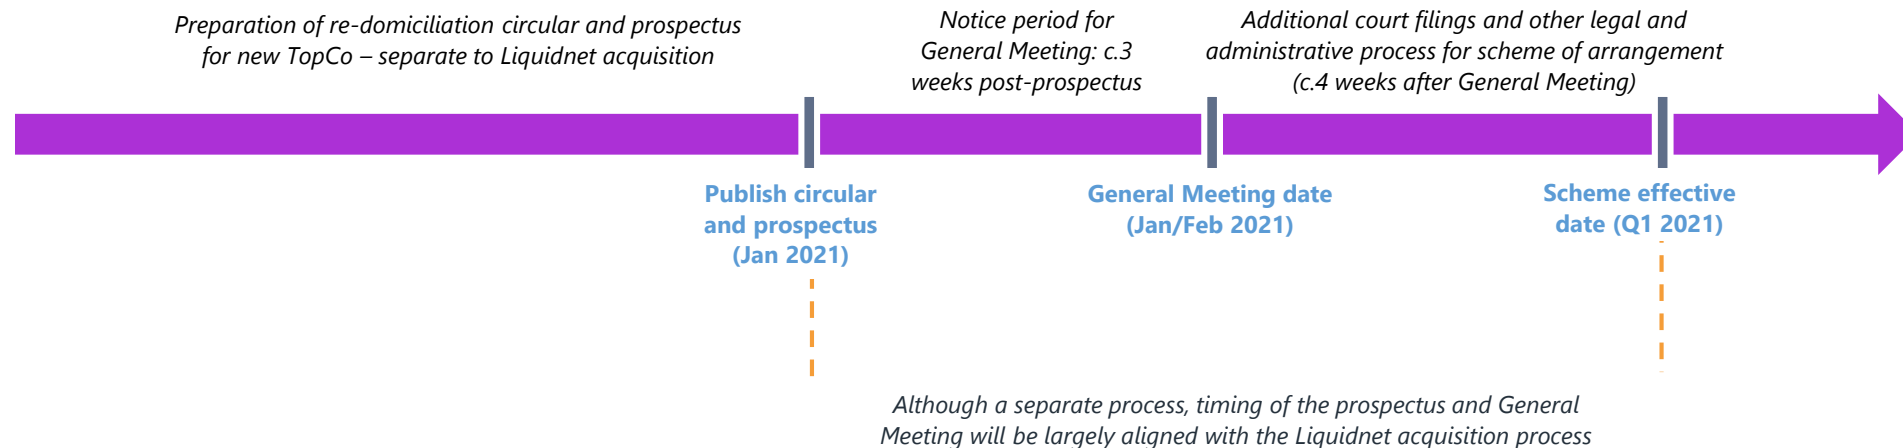 Preparation of re-domiciliation circular and prospectus
for new TopCo – separate to Liquidnet acquisition
Notice period for
General Meeting: c.3
weeks post-prospectus
Additional court filings and other legal and
administrative process for scheme of arrangement
(c.4 weeks after General Meeting)
Publish circular
and prospectus
(Jan 2021)
General Meeting date
(Jan/Feb 2021)
Scheme effective
date (Q1 2021)
Although a separate process, timing of the prospectus and General
Meeting will be largely aligned with the Liquidnet acquisition process